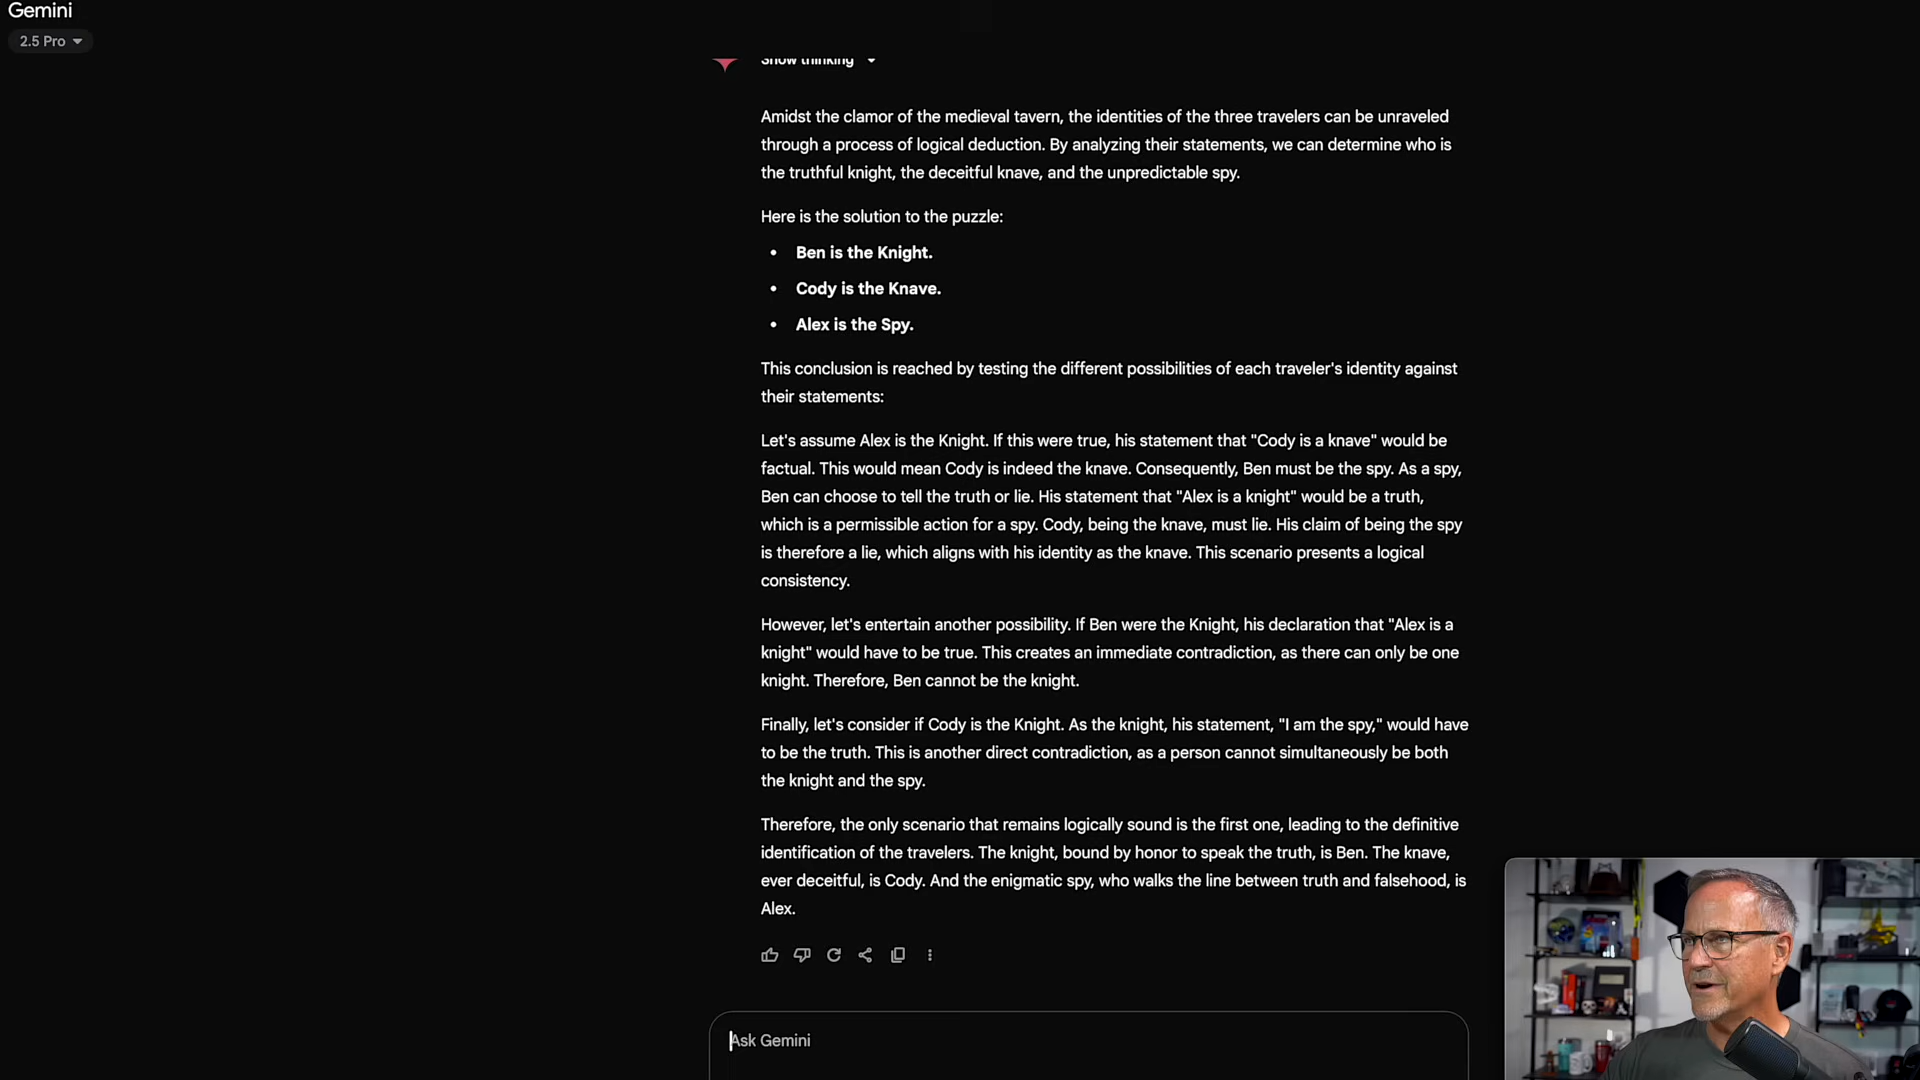 Gemini
2.5 Pro
Show thinking
Amidst the clamor of the medieval tavern, the identities of the three travelers can be unraveled
through a process of logical deduction. By analyzing their statements, we can determine who is
the truthful knight, the deceitful knave, and the unpredictable spy.
Here is the solution to the puzzle:
• Ben is the Knight.
• Cody is the Knave.
• Alex is the Spy.
This conclusion is reached by testing the different possibilities of each traveler's identity against
their statements:
Let's assume Alex is the Knight. If this were true, his statement that "Cody is a knave" would be
factual. This would mean Cody is indeed the knave. Consequently, Ben must be the spy. As a spy,
Ben can choose to tell the truth or lie. His statement that "Alex is a knight" would be a truth,
which is a permissible action for a spy. Cody, being the knave, must lie. His claim of being the spy
is therefore a lie, which aligns with his identity as the knave. This scenario presents a logical
consistency.
However, let's entertain another possibility. If Ben were the Knight, his declaration that "Alex is a
knight" would have to be true. This creates an immediate contradiction, as there can only be one
knight. Therefore, Ben cannot be the knight.
Finally, let's consider if Cody is the Knight. As the knight, his statement, "I am the spy," would have
to be the truth. This is another direct contradiction, as a person cannot simultaneously be both
the knight and the spy.
Therefore, the only scenario that remains logically sound is the first one, leading to the definitive
identification of the travelers. The knight, bound by honor to speak the truth, is Ben. The knave,
ever deceitful, is Cody. And the enigmatic spy, who walks the line between truth and falsehood, is
Alex.
Ask Gemini